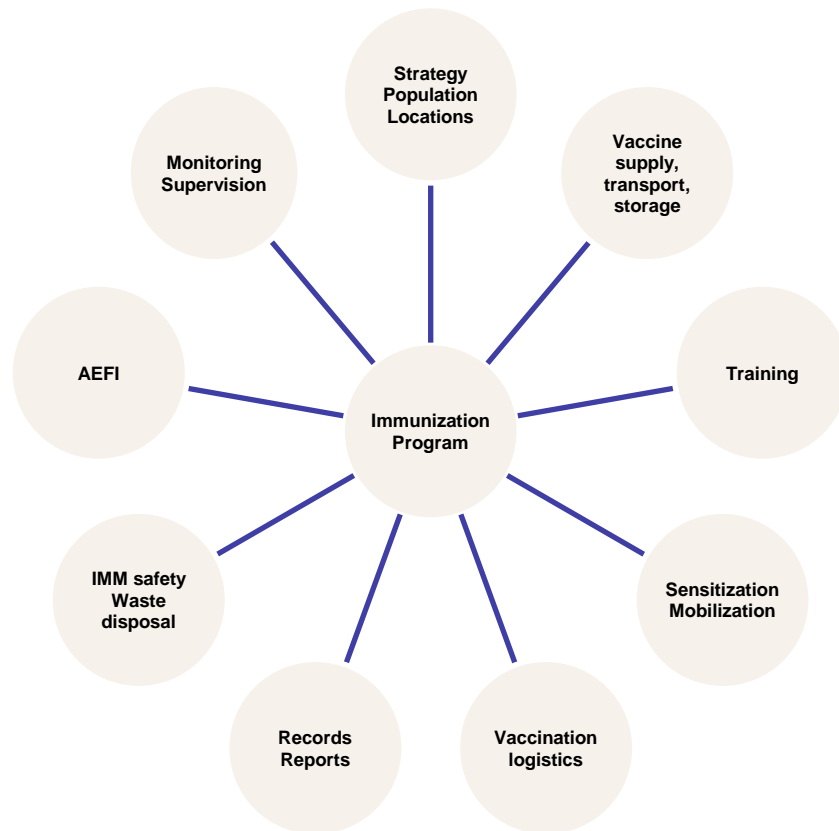 Strategy
Population
Locations
Vaccine
supply,
transport,
storage
Training
Sensitization
Mobilization
Vaccination
logistics
Records
Reports
IMM safety
Waste
disposal
AEFI
Monitoring
Supervision
Immunization
Program